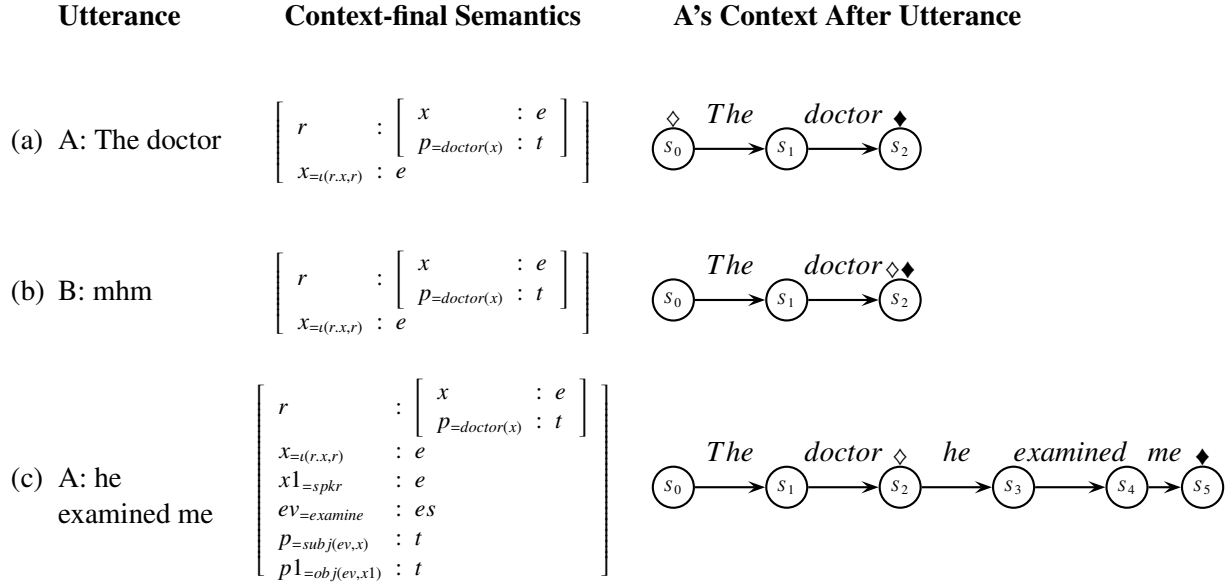 Utterance Context-final Semantics A's Context After Utterance
(a) A: The doctor
r : [ x : e
p=doctor(x) : t ]
x=ι(r.x,r) : e
◇ The doctor ◆
s0 s1 s2
(b) B: mhm
r : [ x : e
p=doctor(x) : t ]
x=ι(r.x,r) : e
The doctor ◇◆
s0 s1 s2
(c) A: he
examined me
r : [ x : e
p=doctor(x) : t ]
x=ι(r.x,r) : e
x1=spkr : e
ev=examine : es
p=subj(ev,x) : t
p1=obj(ev,x1) : t
The doctor ◇ he examined me ◆
s0 s1 s2 s3 s4 s5